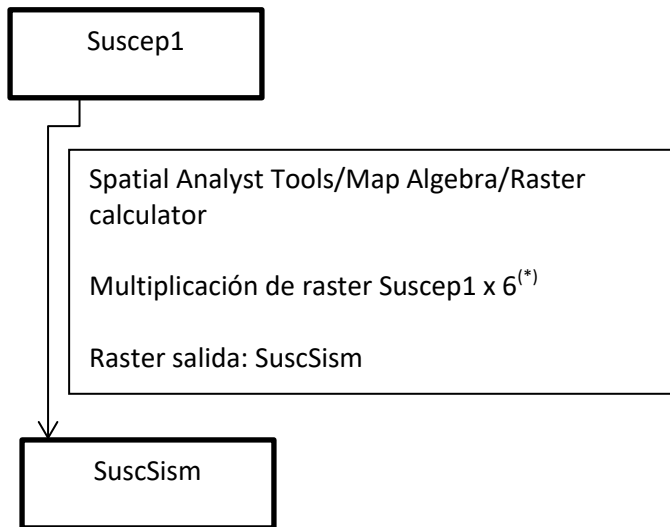 Suscep1
Spatial Analyst Tools/Map Algebra/Raster
calculator
Multiplicación de raster Suscep1 x 6(*)
Raster salida: SuscSism
SuscSism